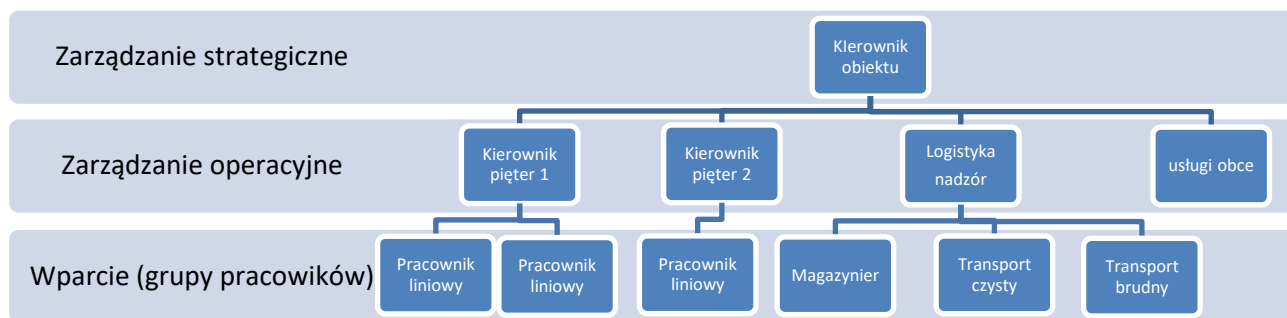 Zarządzanie strategiczne
KIerownik
obiektu
Zarządzanie operacyjne
Kierownik
pięter 1
Kierownik
pięter 2
Logistyka
nadzór
usługi obce
Wparcie (grupy pracowików)
Pracownik
liniowy
Pracownik
liniowy
Pracownik
liniowy
Magazynier
Transport
czysty
Transport
brudny